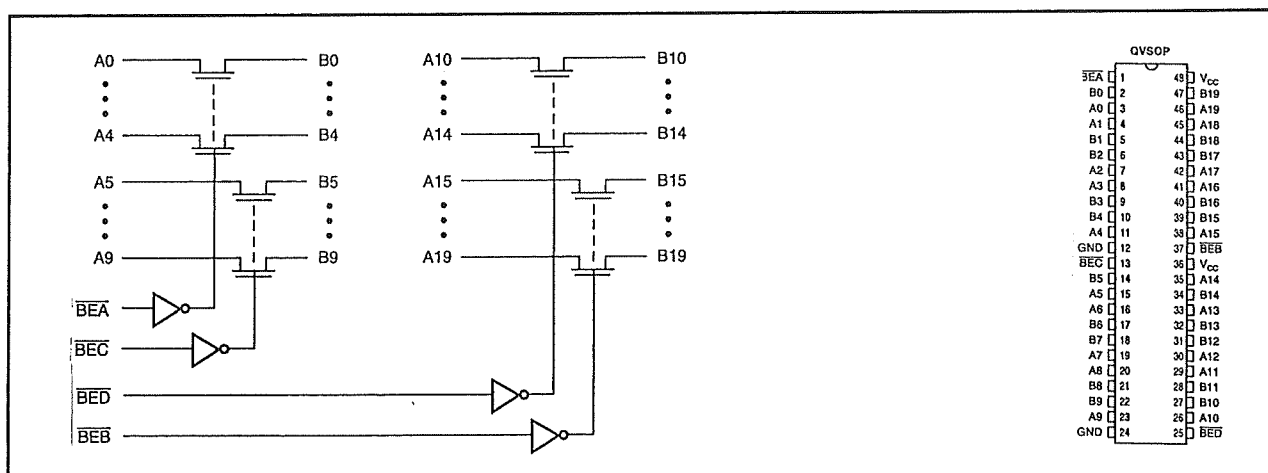 A0 B0 A10 B10
A4 B4 A14 B14
A5 B5 A15 B15
A9 B9 A19 B19
BEA
BEC
BED
BEB
QVSOP
BEA 1 48 VCC
B0 2 47 B19
A0 3 46 A19
A1 4 45 A18
B1 5 44 B18
B2 6 43 B17
A2 7 42 A17
A3 8 41 A16
B3 9 40 B16
B4 10 39 B15
A4 11 38 A15
GND 12 37 BEB
BEC 13 36 VCC
B5 14 35 A14
A5 15 34 B14
A6 16 33 A13
B6 17 32 B13
B7 18 31 B12
A7 19 30 A12
A8 20 29 A11
B8 21 28 B11
B9 22 27 B10
A9 23 26 A10
GND 24 25 BED